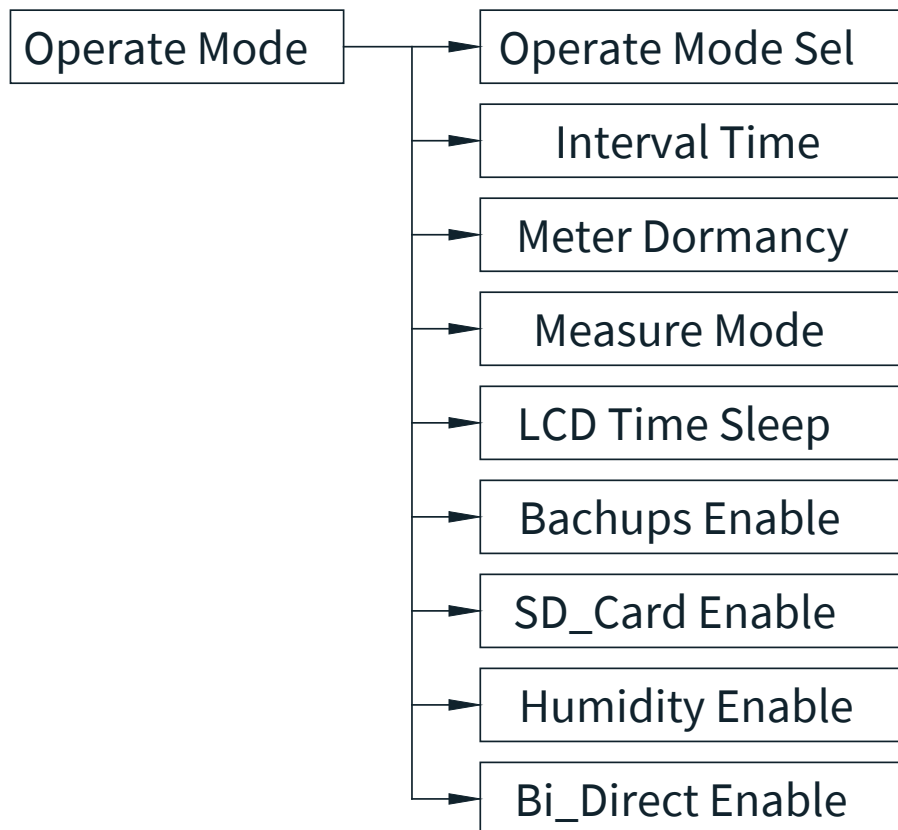 Operate Mode
Operate Mode Sel
Interval Time
Meter Dormancy
Measure Mode
LCD Time Sleep
Bachups Enable
SD_Card Enable
Humidity Enable
Bi_Direct Enable